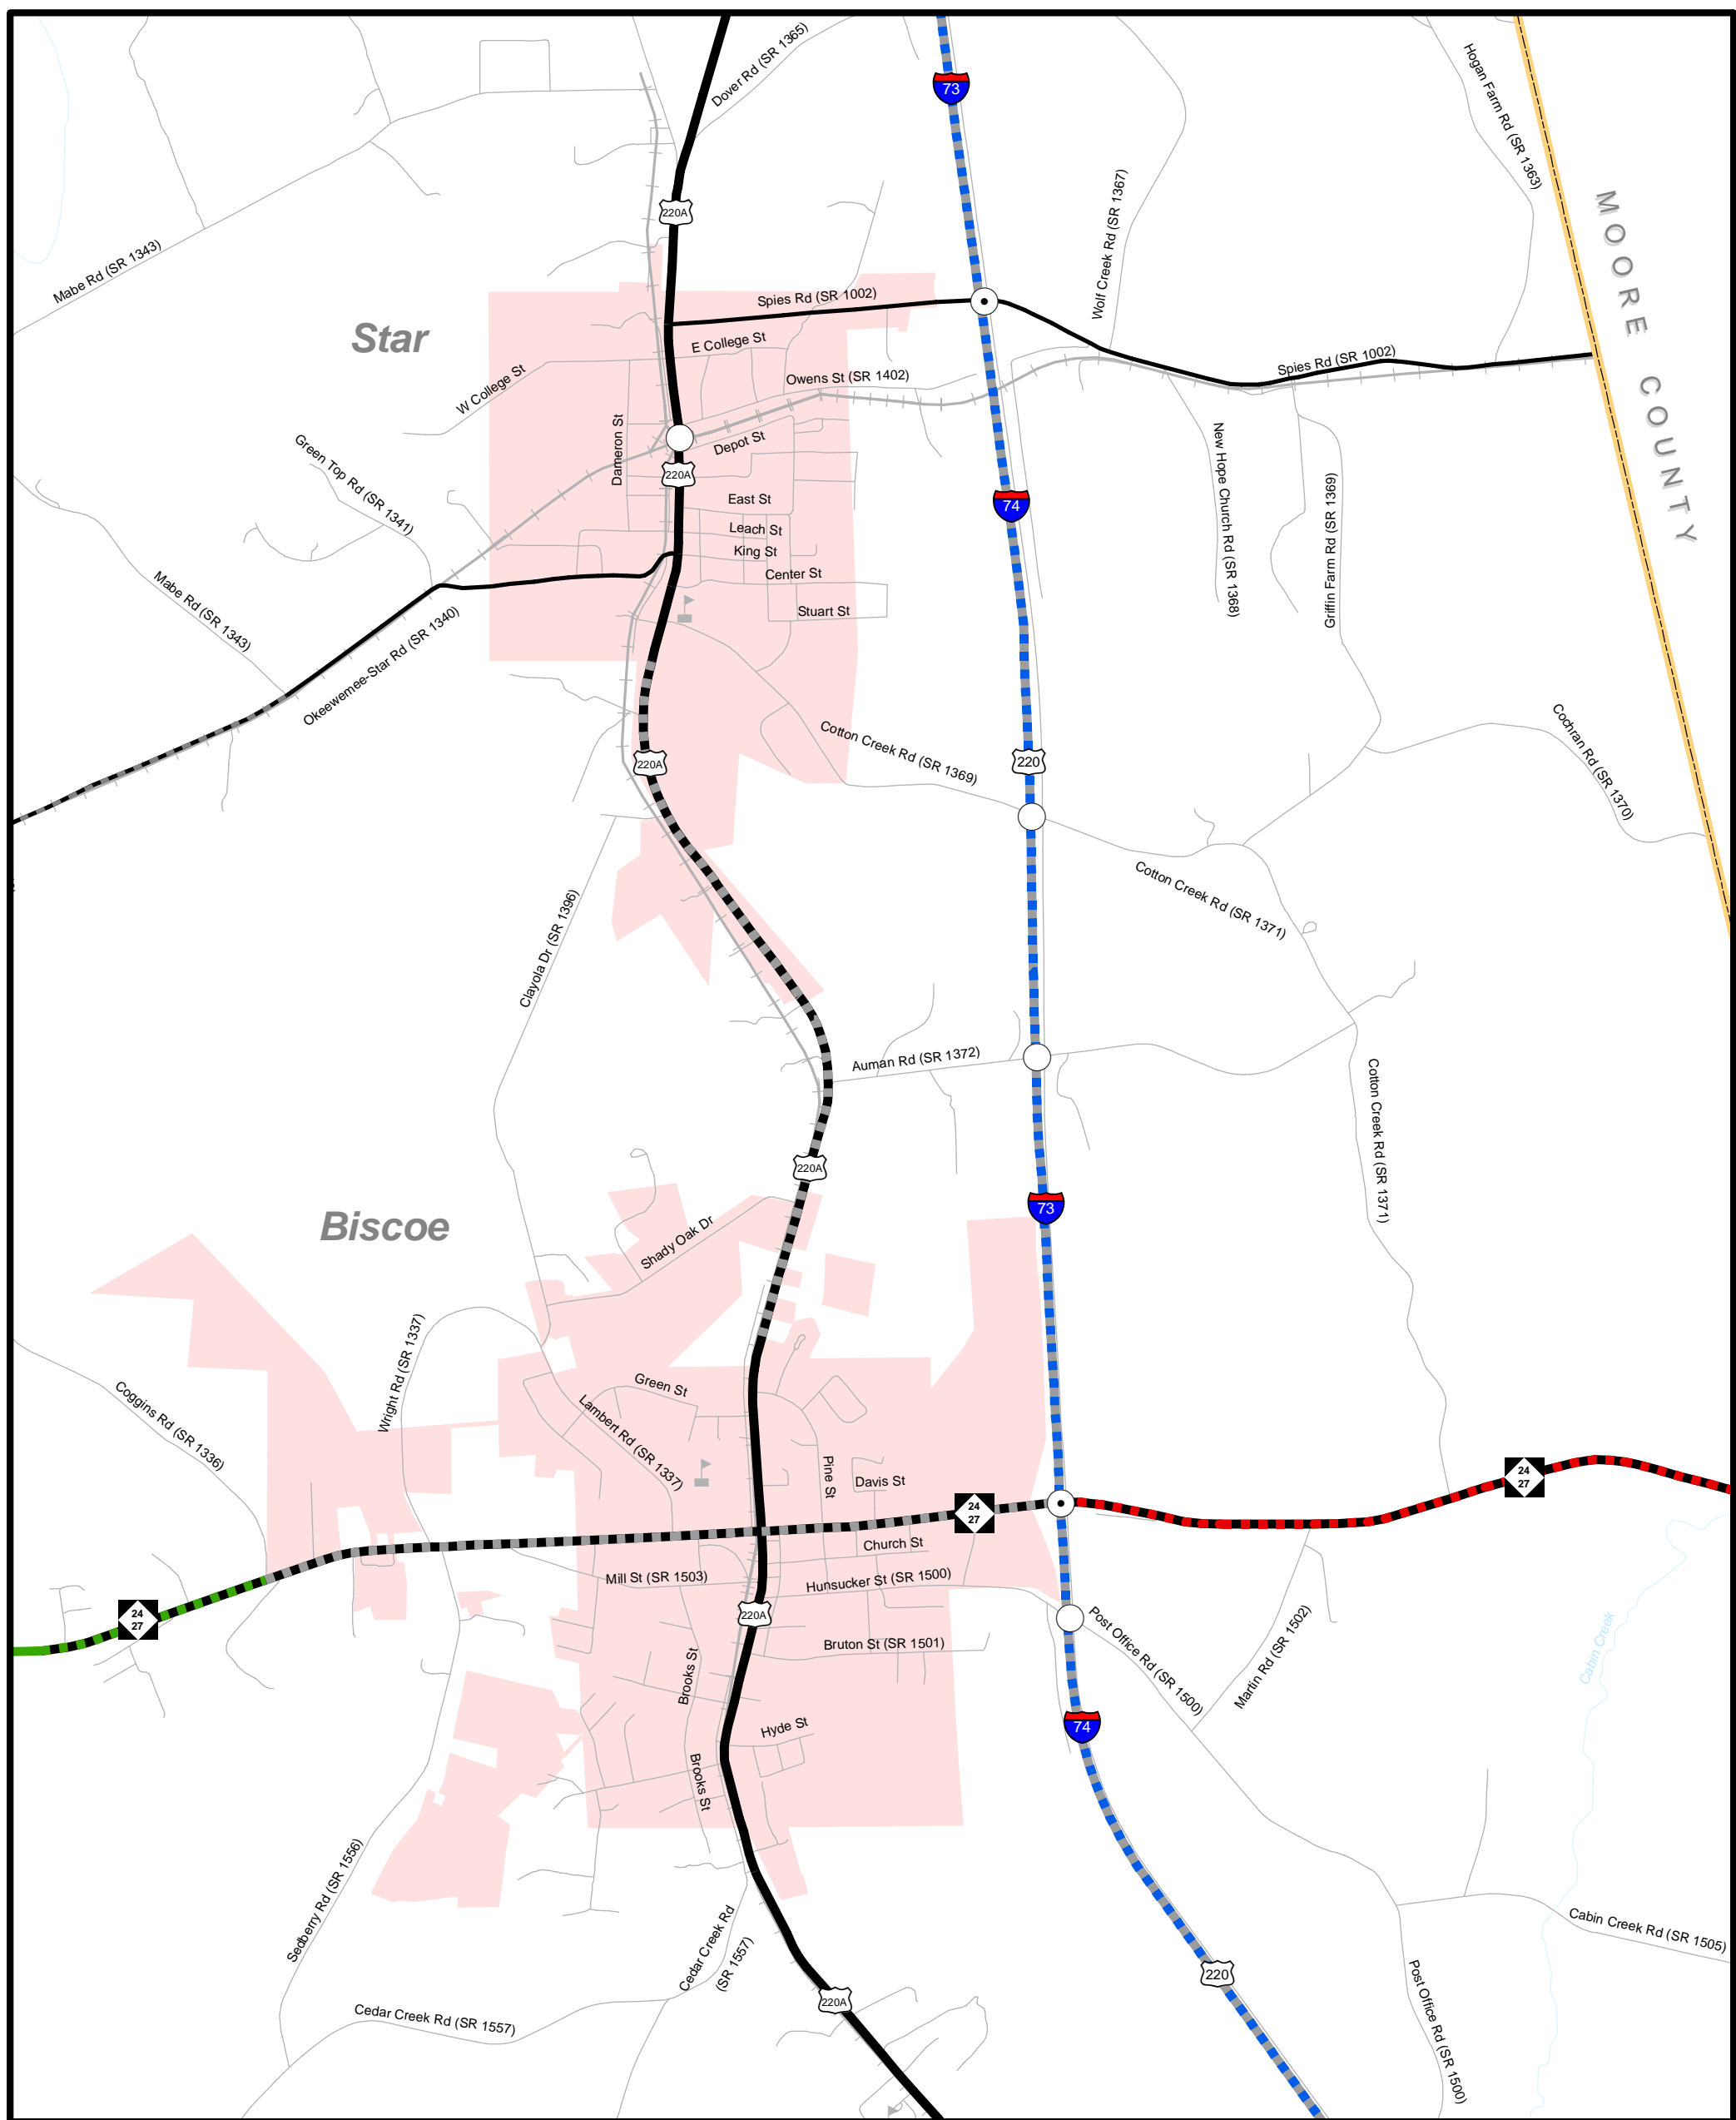 Dover Rd (SR 1365)
73
Hogan Farm Rd (SR 1363)
MOORE COUNTY
220A
Wolf Creek Rd (SR 1367)
Mabe Rd (SR 1343)
Spies Rd (SR 1002)
Star
E College St
Spies Rd (SR 1002)
W College St
Owens St (SR 1402)
Dameron St
Depot St
Green Top Rd (SR 1341)
220A
New Hope Church Rd (SR 1368)
Griffin Farm Rd (SR 1369)
East St
74
Leach St
King St
Center St
Mabe Rd (SR 1343)
Stuart St
Okeewemee-Star Rd (SR 1340)
Cotton Creek Rd (SR 1369)
220A
220
Cochran Rd (SR 1370)
Cotton Creek Rd (SR 1371)
Clayola Dr (SR 1396)
Auman Rd (SR 1372)
Cotton Creek Rd (SR 1371)
220A
73
Biscoe
Shady Oak Dr
Wright Rd (SR 1337)
Coggins Rd (SR 1336)
Green St
Lambert Rd (SR 1337)
Pine St
Davis St
24
27
24
27
Church St
Mill St (SR 1503)
Hunsucker St (SR 1500)
24
27
220A
Post Office Rd (SR 1500)
Martin Rd (SR 1502)
Cabin Creek
Bruton St (SR 1501)
Brooks St
74
Hyde St
Brooks St
Sedberry Rd (SR 1556)
Cedar Creek Rd
(SR 1557)
Cabin Creek Rd (SR 1505)
220
220A
Cedar Creek Rd (SR 1557)
Post Office Rd (SR 1500)